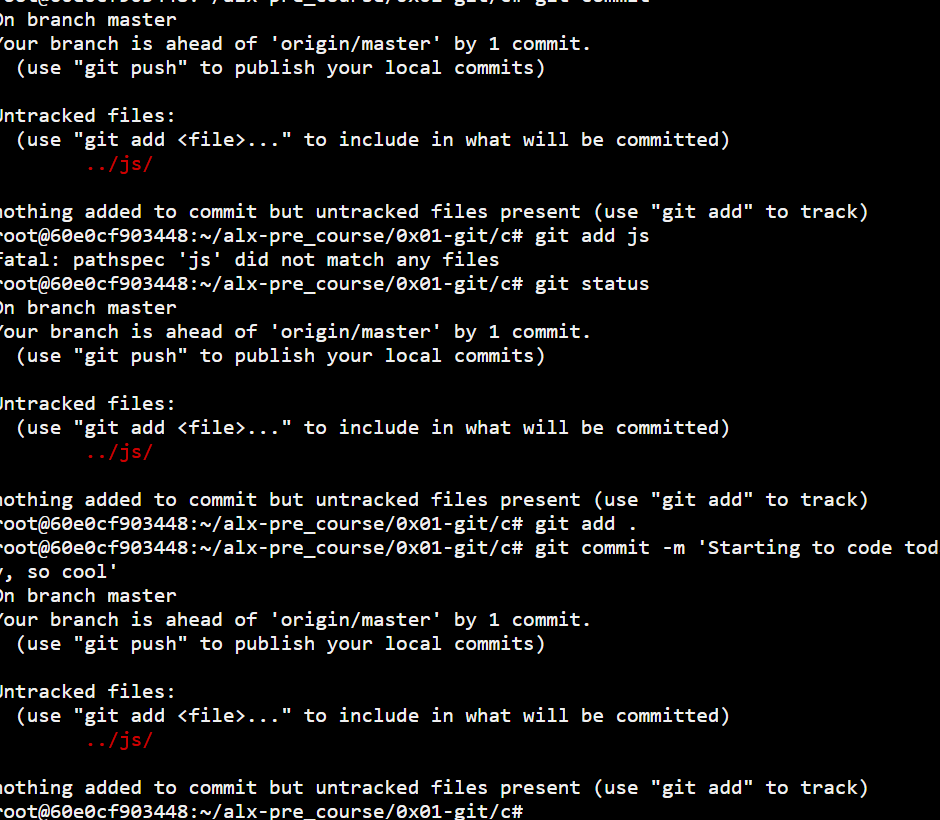 root@60e0cf903448:~/alx-pre_course/0x01-git/c# git commit
On branch master
Your branch is ahead of 'origin/master' by 1 commit.
  (use "git push" to publish your local commits)
Untracked files:
  (use "git add <file>..." to include in what will be committed)
        ../js/
nothing added to commit but untracked files present (use "git add" to track)
root@60e0cf903448:~/alx-pre_course/0x01-git/c# git add js
fatal: pathspec 'js' did not match any files
root@60e0cf903448:~/alx-pre_course/0x01-git/c# git status
On branch master
Your branch is ahead of 'origin/master' by 1 commit.
  (use "git push" to publish your local commits)
Untracked files:
  (use "git add <file>..." to include in what will be committed)
        ../js/
nothing added to commit but untracked files present (use "git add" to track)
root@60e0cf903448:~/alx-pre_course/0x01-git/c# git add .
root@60e0cf903448:~/alx-pre_course/0x01-git/c# git commit -m 'Starting to code tod
y, so cool'
On branch master
Your branch is ahead of 'origin/master' by 1 commit.
  (use "git push" to publish your local commits)
Untracked files:
  (use "git add <file>..." to include in what will be committed)
        ../js/
nothing added to commit but untracked files present (use "git add" to track)
root@60e0cf903448:~/alx-pre_course/0x01-git/c#